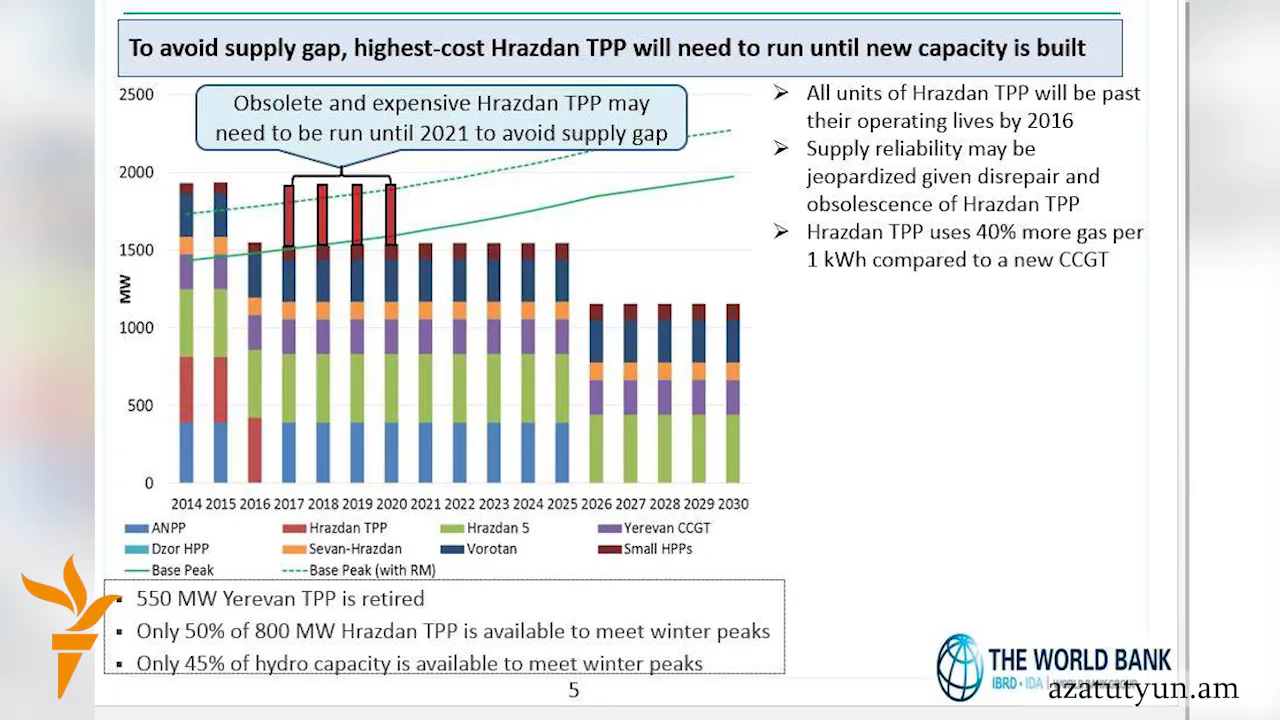 To avoid supply gap, highest-cost Hrazdan TPP will need to run until new capacity is built
Obsolete and expensive Hrazdan TPP may
need to be run until 2021 to avoid supply gap
2500
2000
1500
1000
500
0
MW
2014 2015 2016 2017 2018 2019 2020 2021 2022 2023 2024 2025 2026 2027 2028 2029 2030
ANPP Hrazdan TPP Hrazdan 5 Yerevan CCGT
Dzor HPP Sevan-Hrazdan Vorotan Small HPPs
Base Peak Base Peak (with RM)
➢ All units of Hrazdan TPP will be past
their operating lives by 2016
➢ Supply reliability may be
jeopardized given disrepair and
obsolescence of Hrazdan TPP
➢ Hrazdan TPP uses 40% more gas per
1 kWh compared to a new CCGT
▪ 550 MW Yerevan TPP is retired
▪ Only 50% of 800 MW Hrazdan TPP is available to meet winter peaks
▪ Only 45% of hydro capacity is available to meet winter peaks
5
THE WORLD BANK
IBRD • IDA |
azatutyun.am